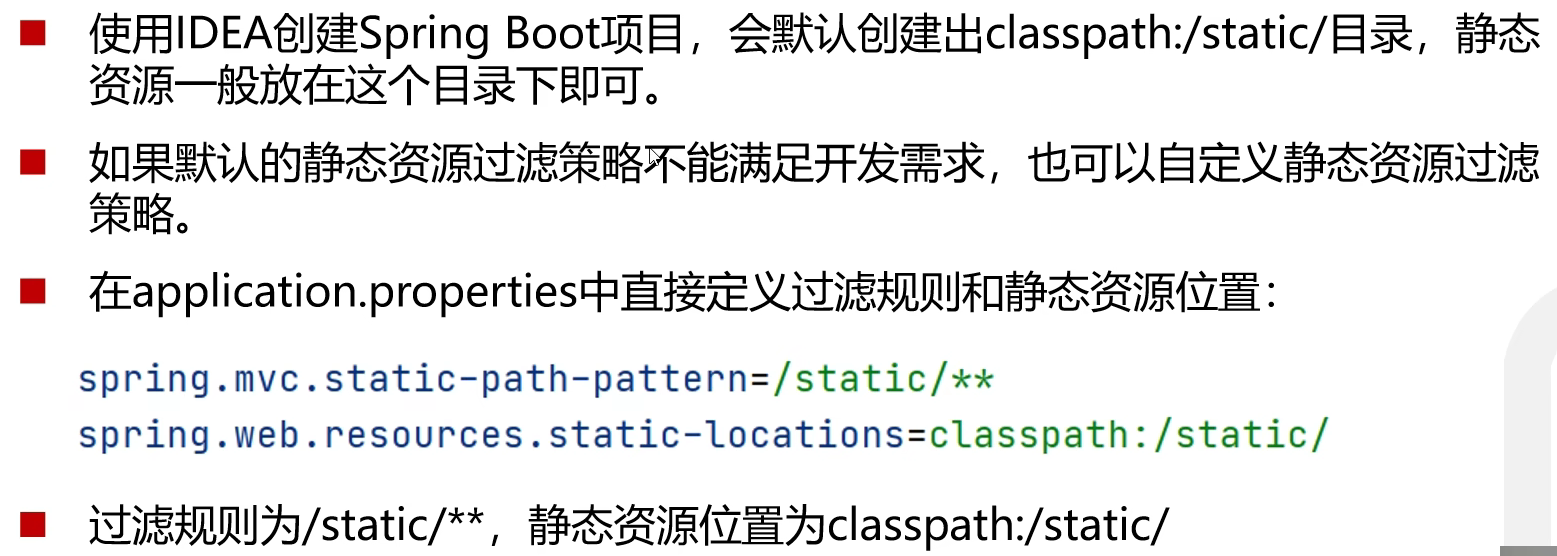 使用IDEA创建Spring Boot项目，会默认创建出classpath:/static/目录，静态
资源一般放在这个目录下即可。
如果默认的静态资源过滤策略不能满足开发需求，也可以自定义静态资源过滤
策略。
在application.properties中直接定义过滤规则和静态资源位置：
spring.mvc.static-path-pattern=/static/**
spring.web.resources.static-locations=classpath:/static/
过滤规则为/static/**，静态资源位置为classpath:/static/